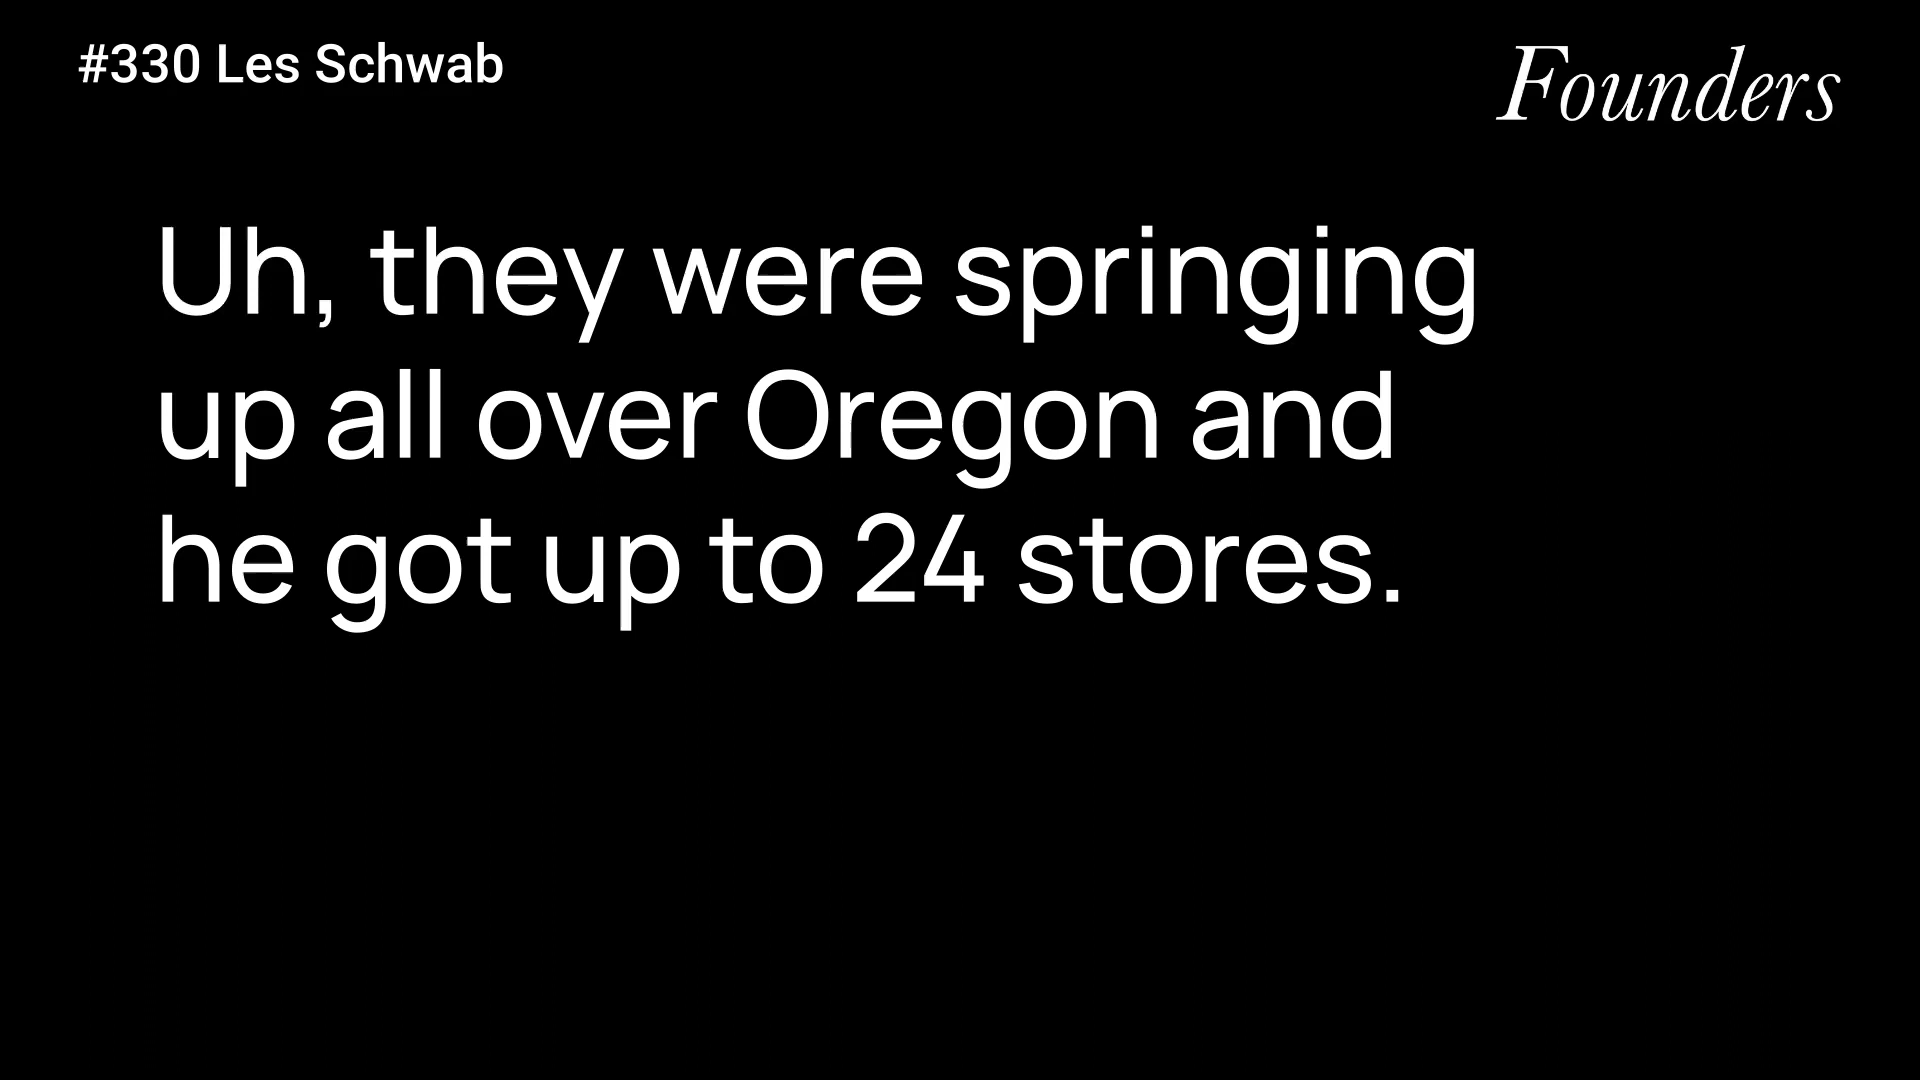 #330 Les Schwab
Founders
Uh, they were springing
up all over Oregon and
he got up to 24 stores.